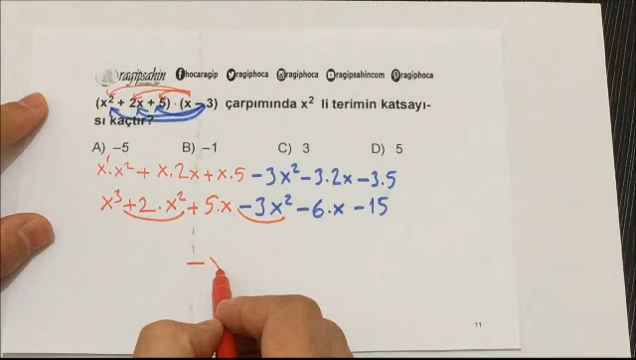 ragipsahin hocaragip ragiphoca ragiphoca ragipsahincom ragiphoca
(x² + 2x + 5) · (x − 3) çarpımında x² li terimin katsayı-
sı kaçtır?
A) −5 B) −1 C) 3 D) 5
x¹·x² + x·2x + x·5 − 3x² − 3·2x − 3·5
x³ + 2·x² + 5·x − 3x² − 6·x − 15
−
11